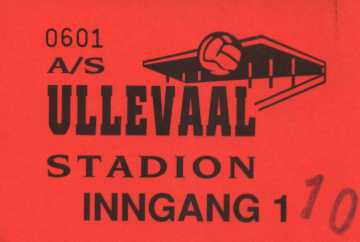 0601
A/S
ULLEVAAL
STADION
INNGANG 1
10